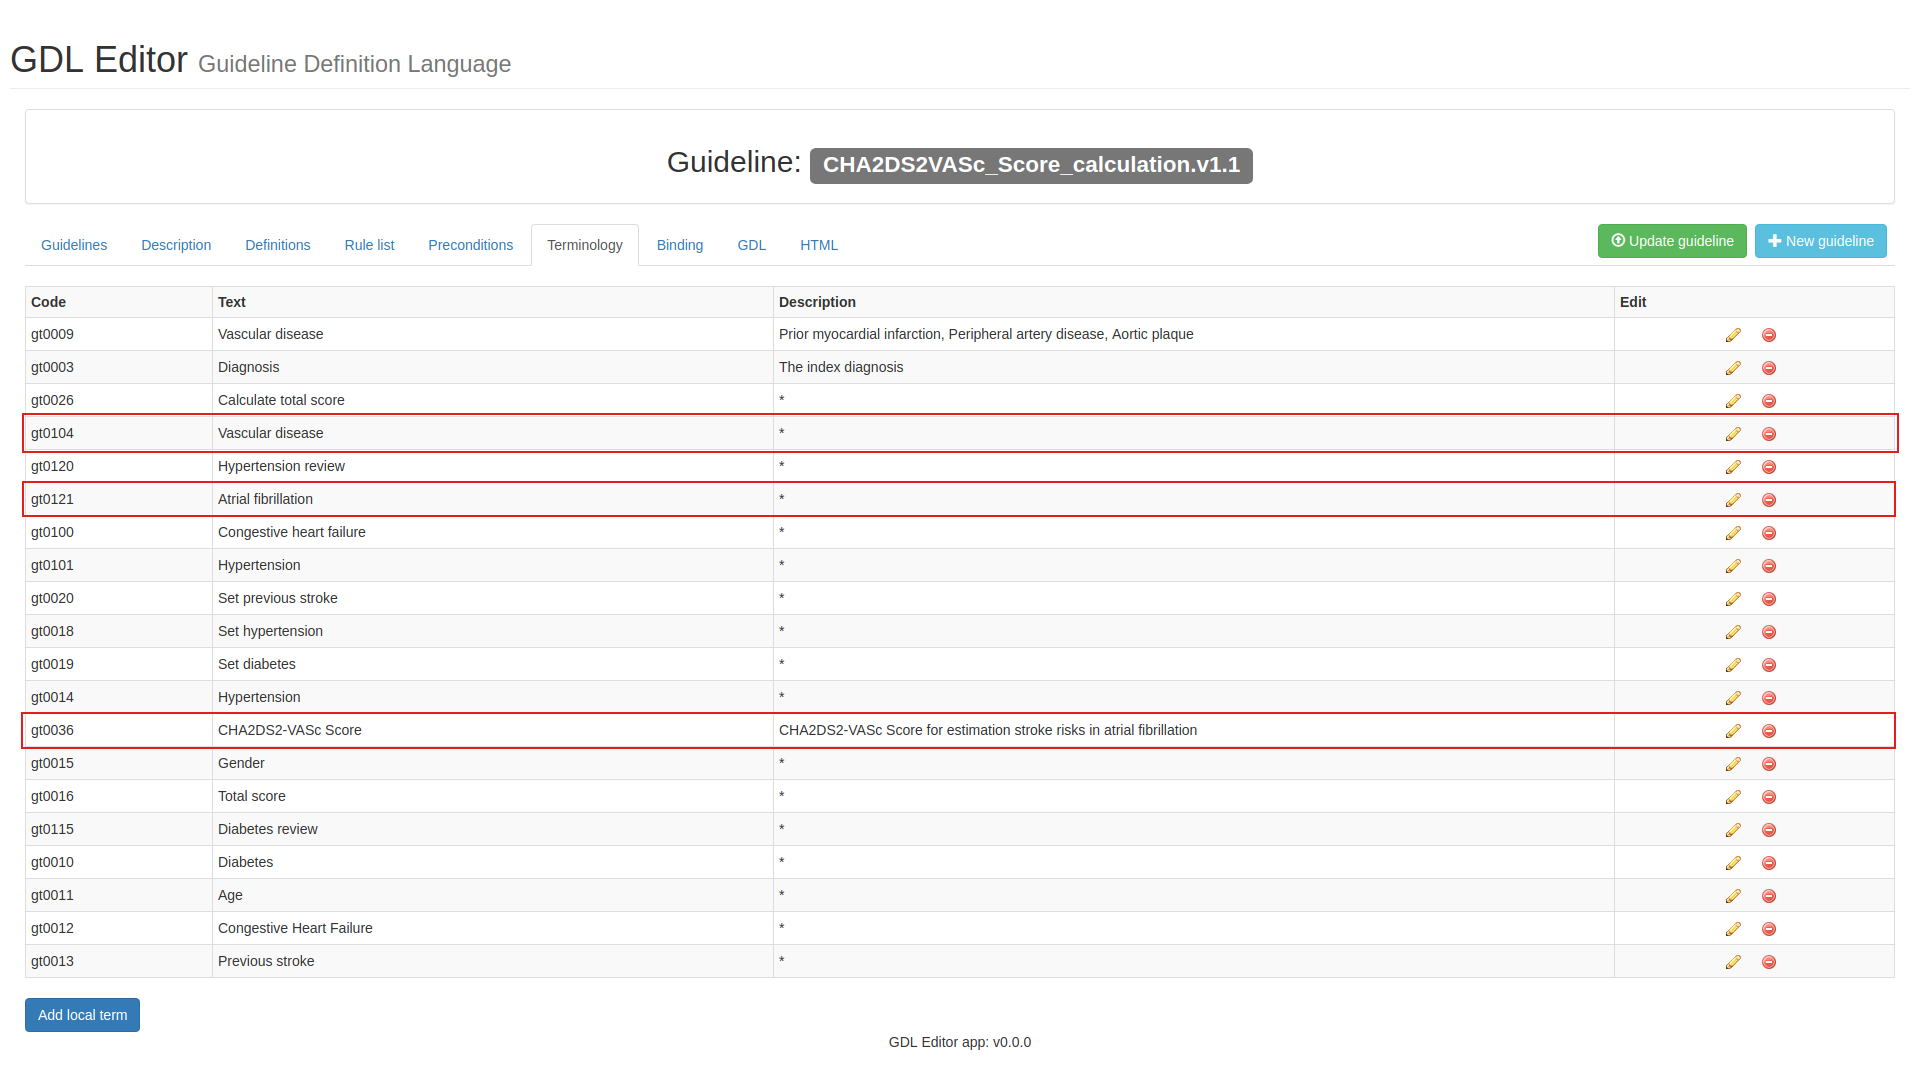 GDL Editor Guideline Definition Language
Guideline: CHA2DS2VASc_Score_calculation.v1.1
Guidelines Description Definitions Rule list Preconditions Terminology Binding GDL HTML Update guideline New guideline
Code Text Description Edit
gt0009 Vascular disease Prior myocardial infarction, Peripheral artery disease, Aortic plaque
gt0003 Diagnosis The index diagnosis
gt0026 Calculate total score *
gt0104 Vascular disease *
gt0120 Hypertension review *
gt0121 Atrial fibrillation *
gt0100 Congestive heart failure *
gt0101 Hypertension *
gt0020 Set previous stroke *
gt0018 Set hypertension *
gt0019 Set diabetes *
gt0014 Hypertension *
gt0036 CHA2DS2-VASc Score CHA2DS2-VASc Score for estimation stroke risks in atrial fibrillation
gt0015 Gender *
gt0016 Total score *
gt0115 Diabetes review *
gt0010 Diabetes *
gt0011 Age *
gt0012 Congestive Heart Failure *
gt0013 Previous stroke *
Add local term
GDL Editor app: v0.0.0